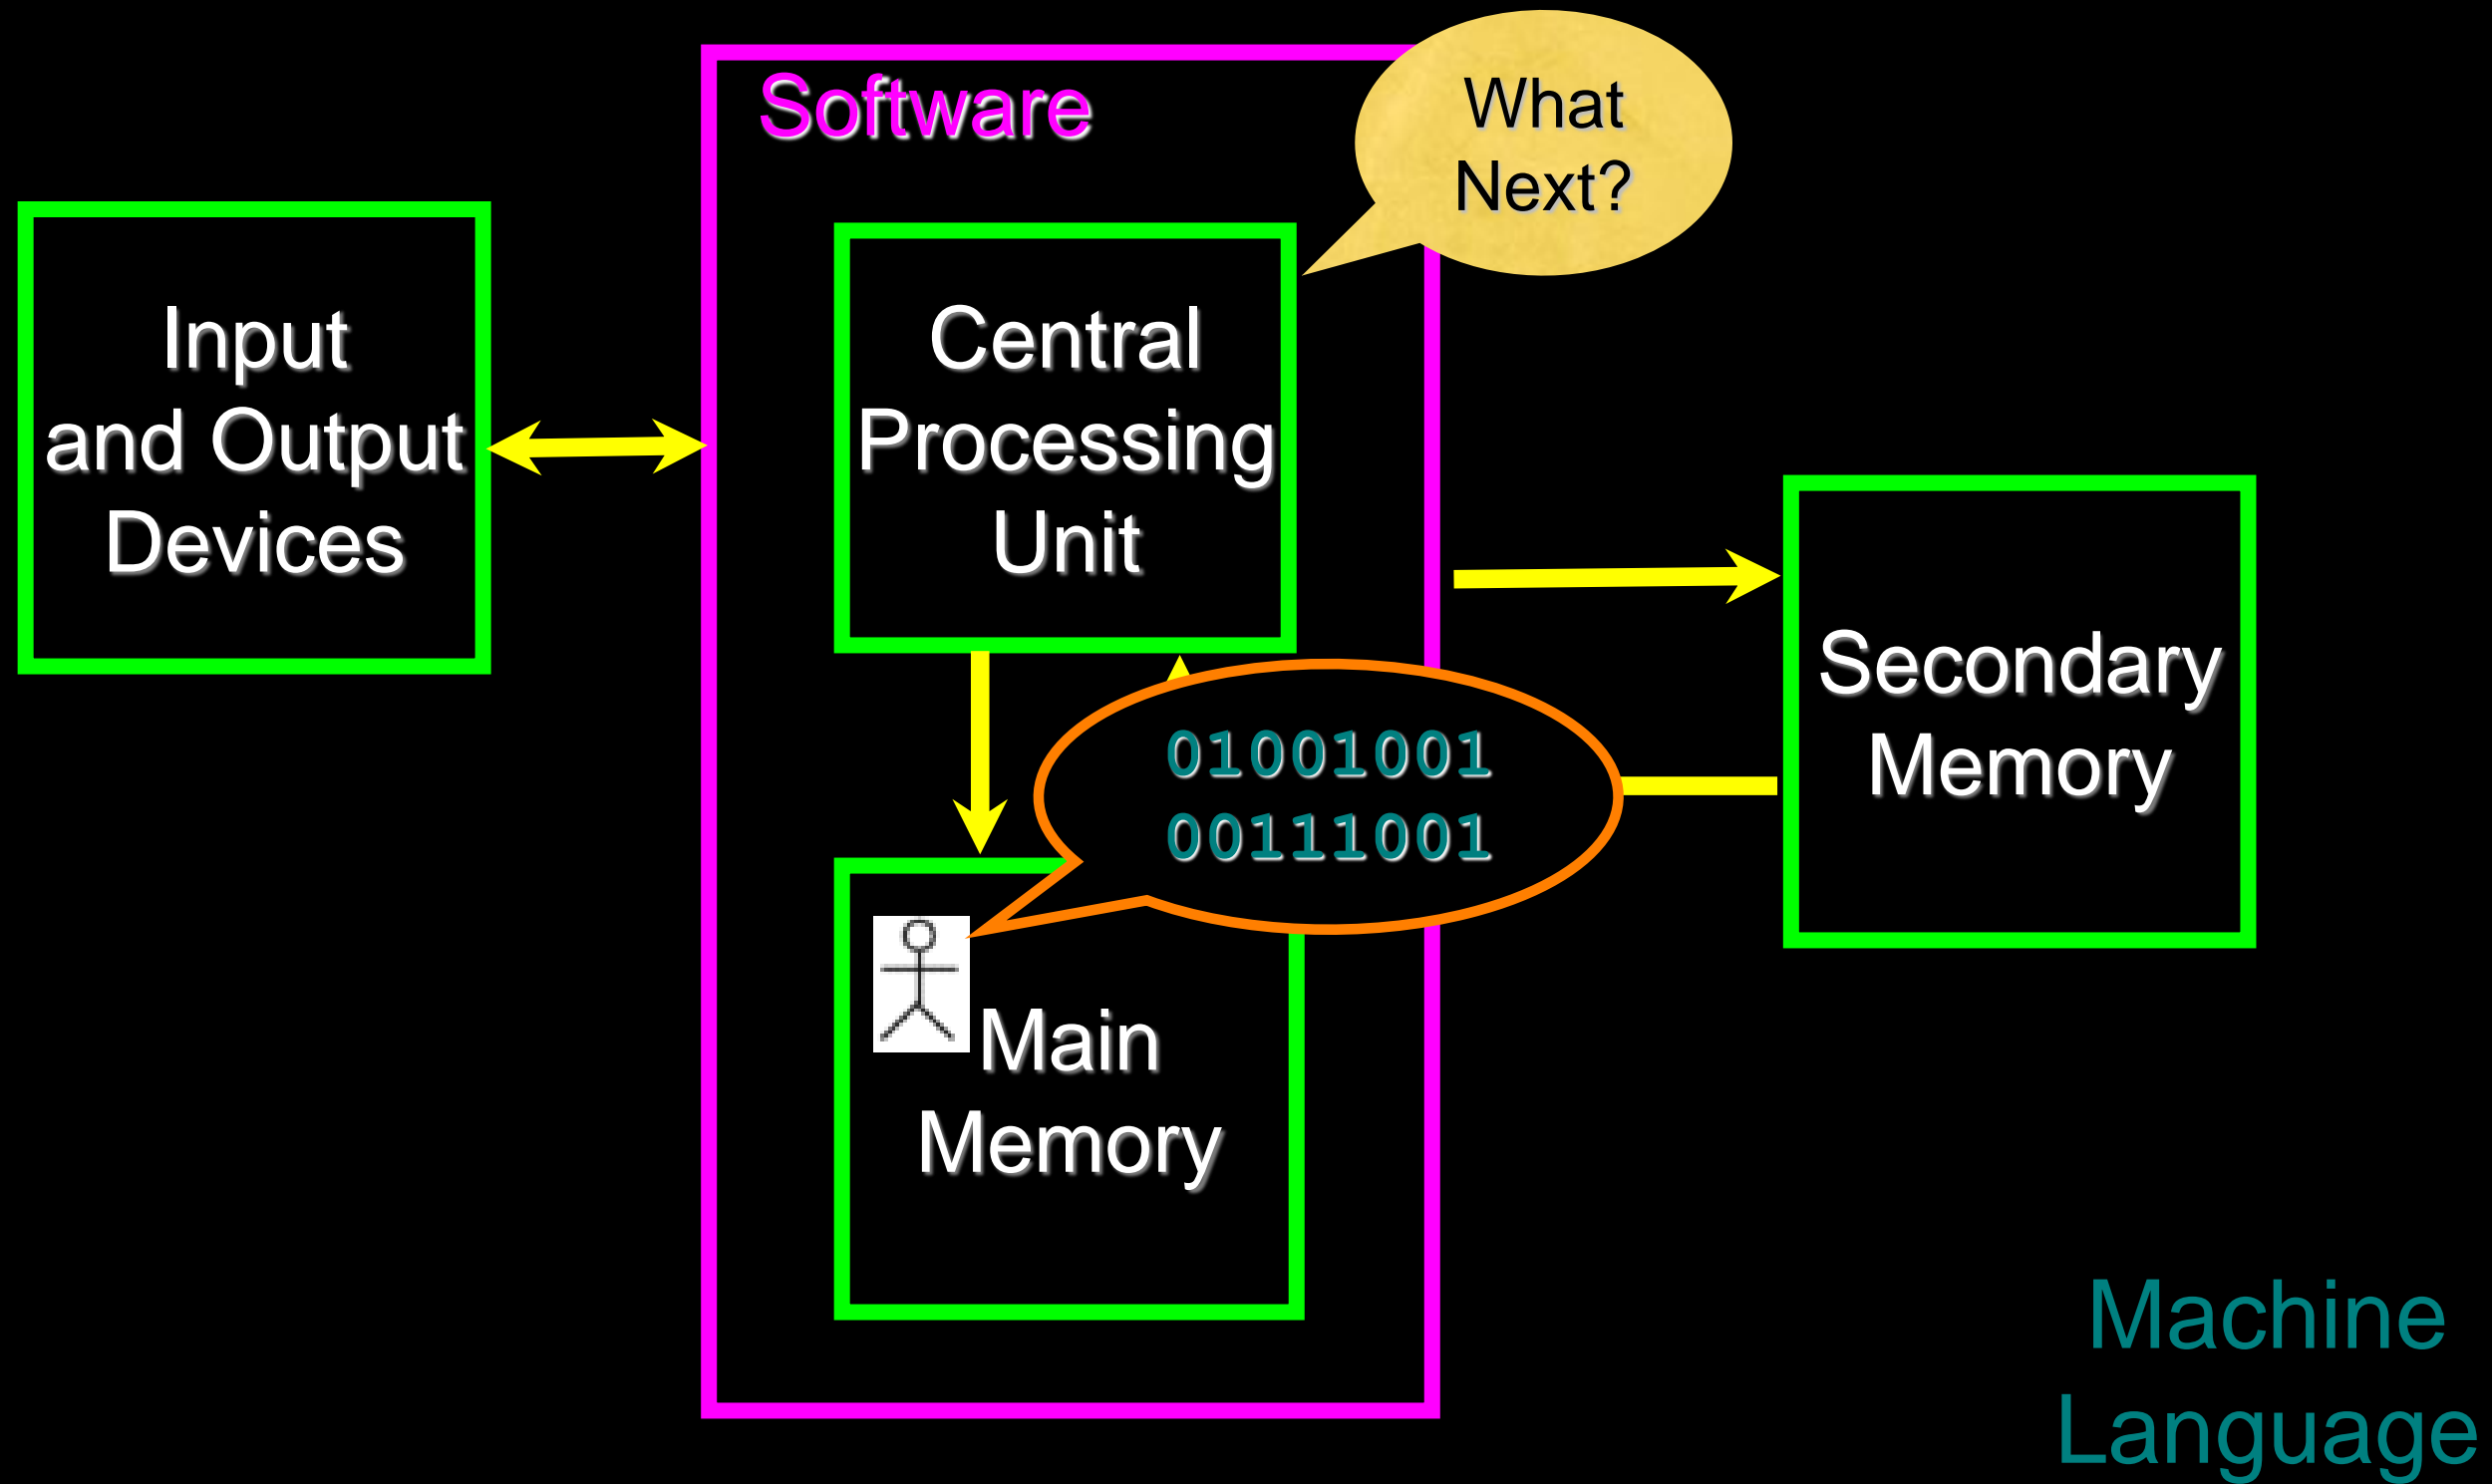 Software
What
Next?
Input
and Output
Devices
Central
Processing
Unit
Secondary
Memory
01001001
00111001
Main
Memory
Machine
Language